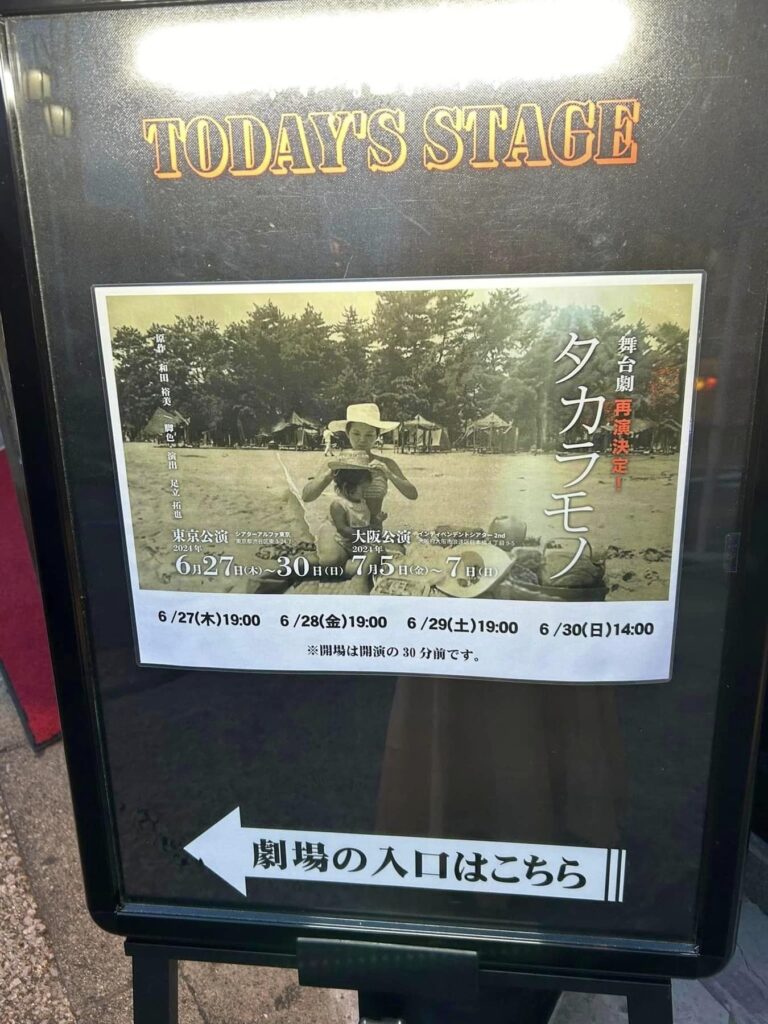 TODAY'S STAGE
舞台劇 再演決定!
タカラモノ
原作 和田 裕美
脚色・演出 足立 拓也
東京公演 シアターアルファ東京
2024年
6月27日(木)〜30日(日)
大阪公演 インディペンデントシアター2nd
2024年
7月5日(金)〜7日(日)
6/27(木)19:00 6/28(金)19:00 6/29(土)19:00 6/30(日)14:00
※開場は開演の30分前です。
劇場の入口はこちら